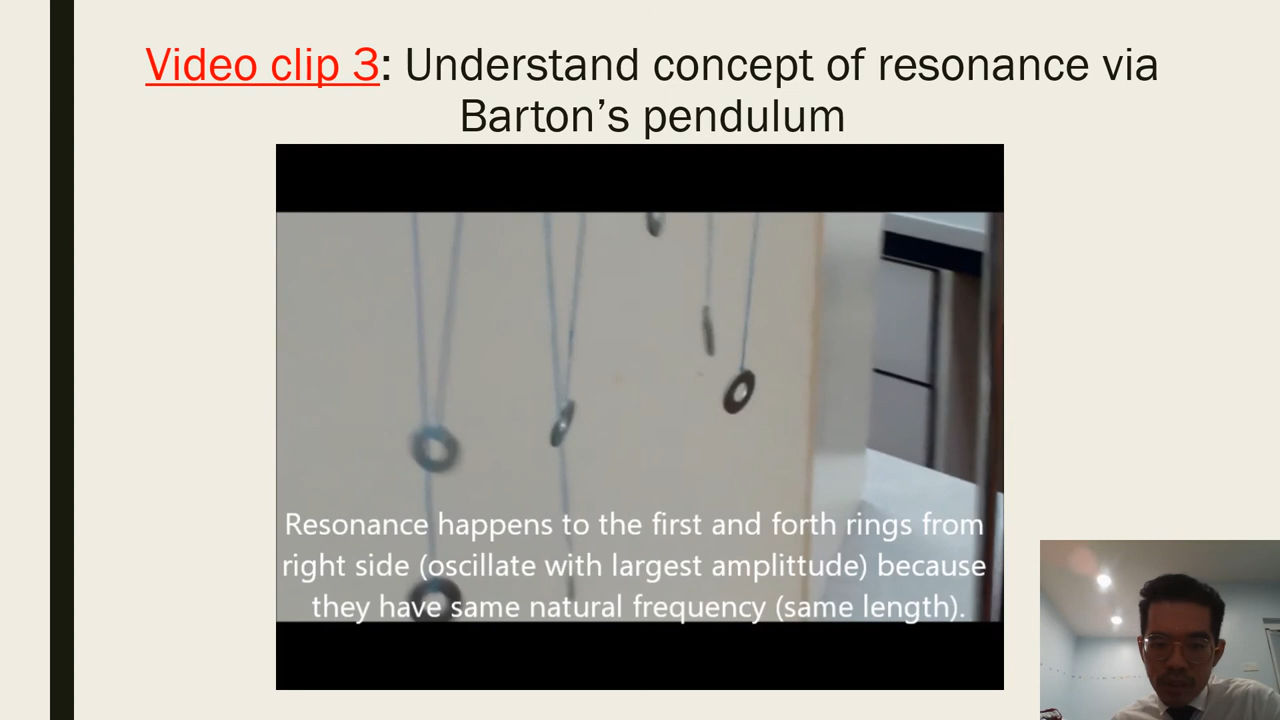 Video clip 3: Understand concept of resonance via
Barton’s pendulum
Resonance happens to the first and forth rings from
right side (oscillate with largest amplittude) because
they have same natural frequency (same length).